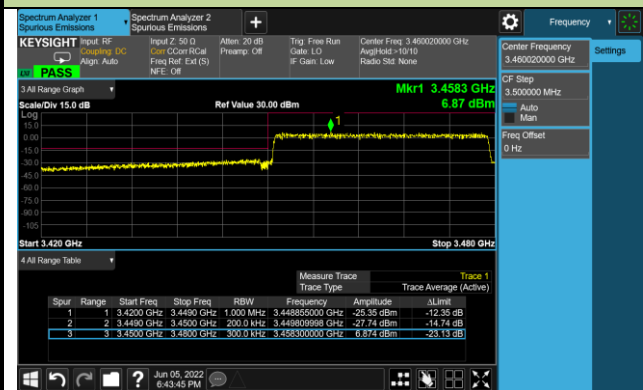 Spectrum Analyzer 1
Spurious Emissions
Spectrum Analyzer 2
Spurious Emissions
+
Frequency
KEYSIGHT
Input: RF
Coupling: DC
Align: Auto
Input Z: 50 Ω
Corr CCorr RCal
Freq Ref: Ext (S)
NFE: Off
Atten: 20 dB
Preamp: Off
Trig: Free Run
Gate: LO
IF Gain: Low
Center Freq: 3.460020000 GHz
Avg|Hold:>10/10
Radio Std: None
PASS
Center Frequency
3.460020000 GHz
Settings
CF Step
3.500000 MHz
Auto
Man
Freq Offset
0 Hz
3 All Range Graph
Mkr1 3.4583 GHz
Scale/Div 15.0 dB
Ref Value 30.00 dBm
6.87 dBm
Log
15.0
0.00
-15.0
-30.0
-45.0
-60.0
-75.0
-90.0
-105
1
Start 3.420 GHz
Stop 3.480 GHz
4 All Range Table
Measure Trace Trace 1
Trace Type Trace Average (Active)
Spur Range Start Freq Stop Freq RBW Frequency Amplitude ΔLimit
1 1 3.4200 GHz 3.4490 GHz 1.000 MHz 3.448855000 GHz -25.35 dBm -12.35 dB
2 2 3.4490 GHz 3.4500 GHz 200.0 kHz 3.449809998 GHz -27.74 dBm -14.74 dB
3 3 3.4500 GHz 3.4800 GHz 300.0 kHz 3.458300000 GHz 6.874 dBm -23.13 dB
?
Jun 05, 2022
6:43:45 PM